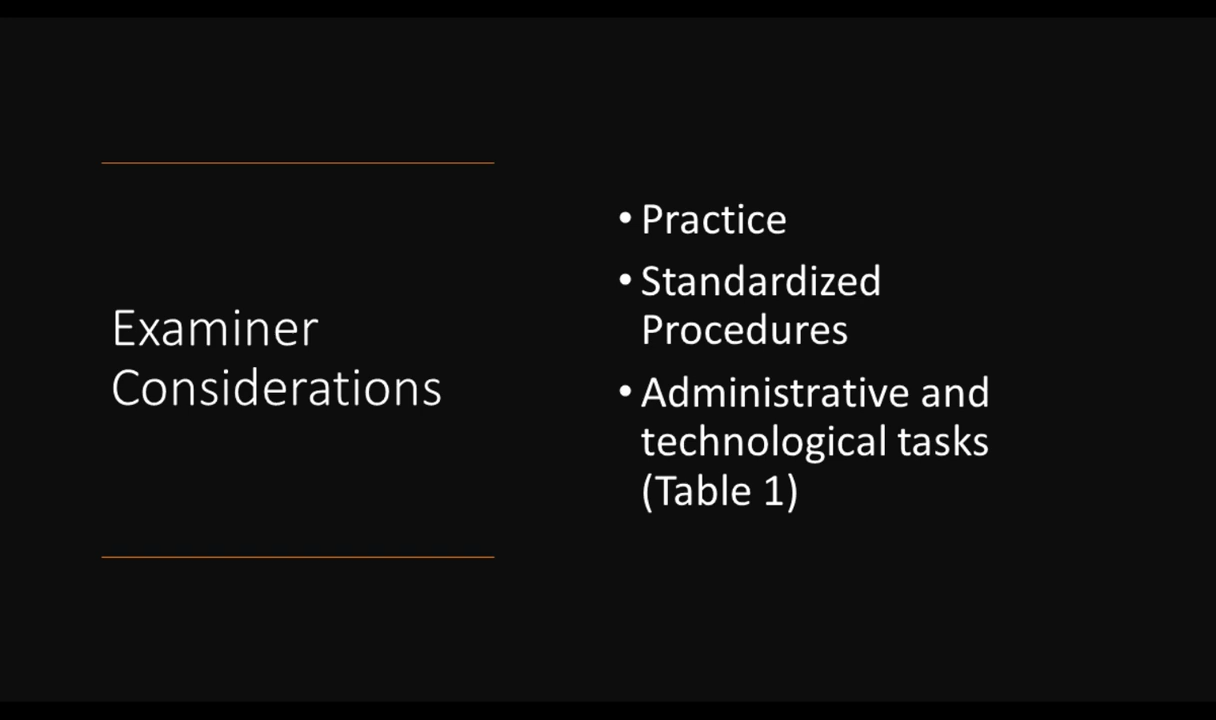 Examiner
Considerations
• Practice
• Standardized
Procedures
• Administrative and
technological tasks
(Table 1)